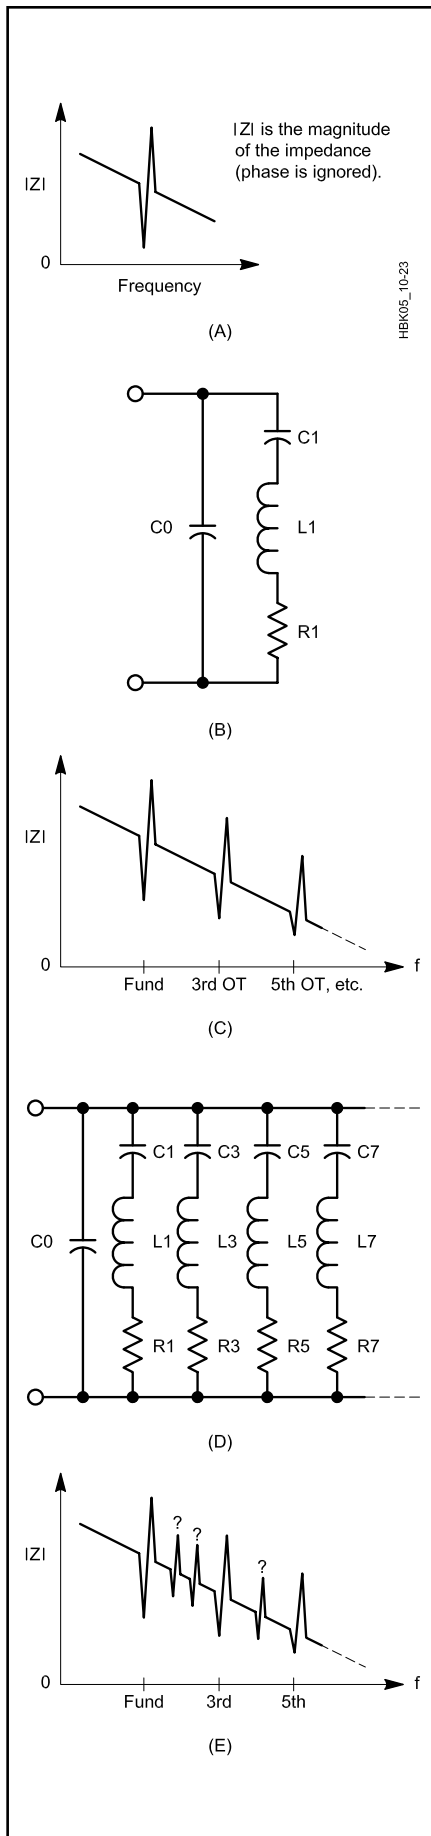 |Z| is the magnitude
of the impedance
(phase is ignored).
|Z|
0
Frequency
HBK05_10-23
(A)
C1
C0
L1
R1
(B)
|Z|
0
f
Fund 3rd OT 5th OT, etc.
(C)
C1 C3 C5 C7
C0 L1 L3 L5 L7
R1 R3 R5 R7
(D)
? ? ?
|Z|
0
f
Fund 3rd 5th
(E)